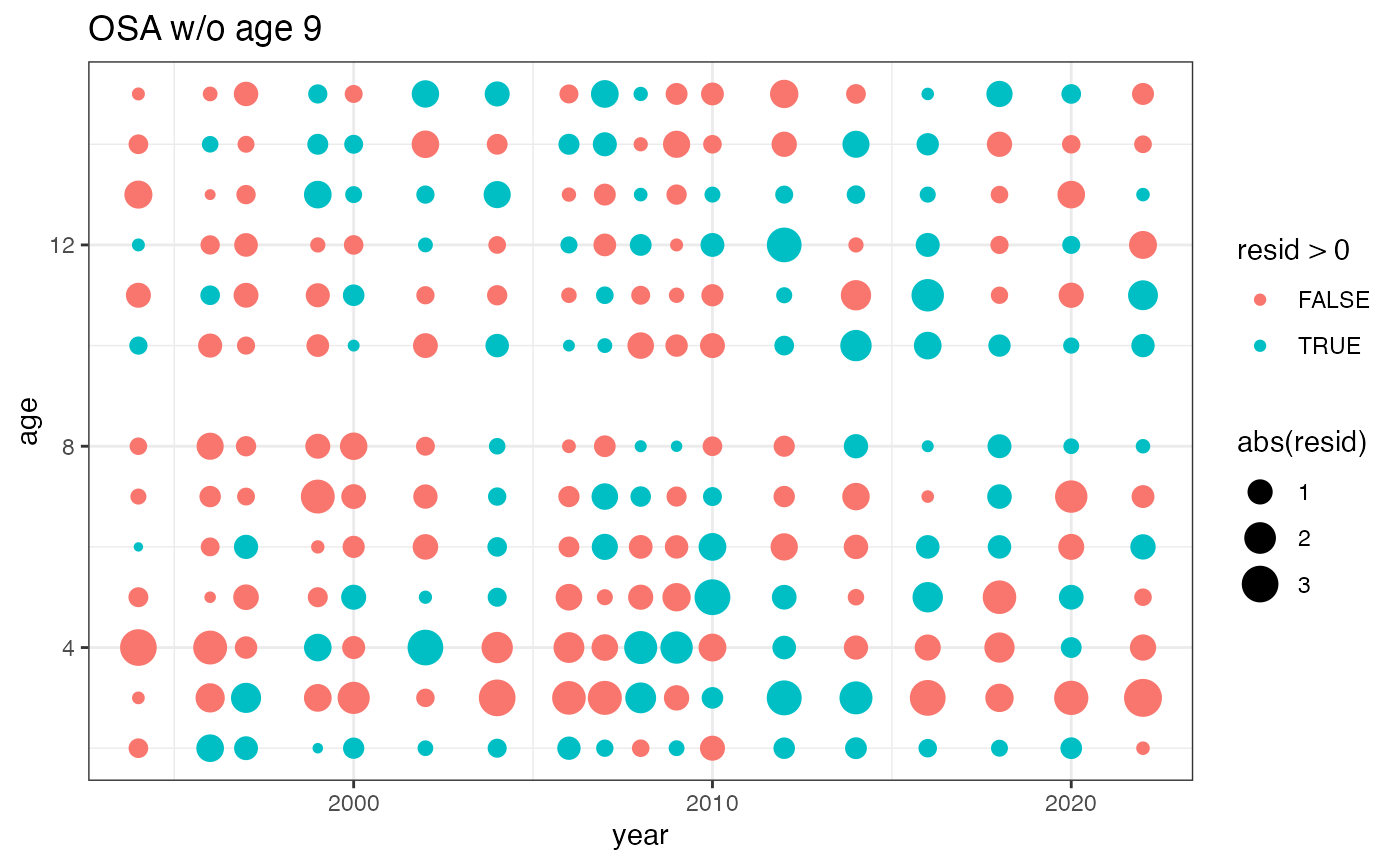 OSA w/o age 9
age
12
8
4
2000
2010
2020
year
resid > 0
FALSE
TRUE
abs(resid)
1
2
3